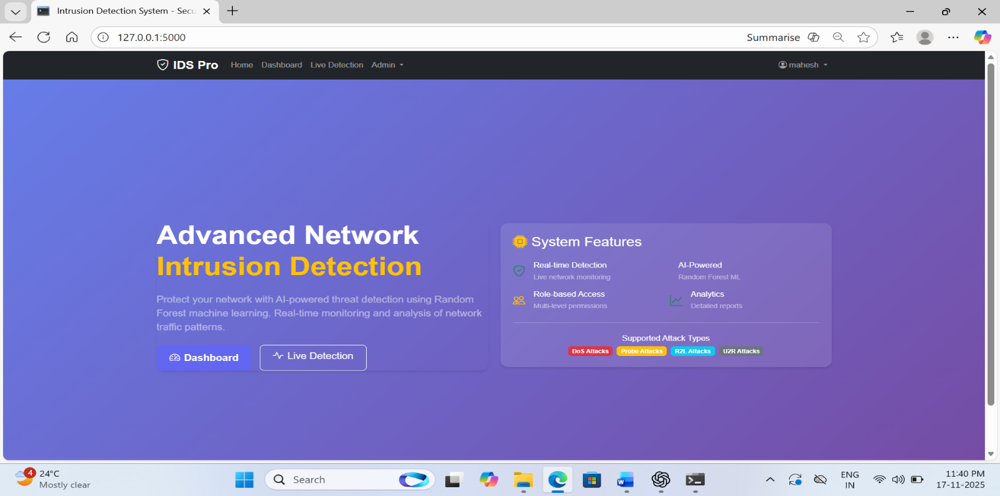 Intrusion Detection System - Secu
127.0.0.1:5000
Summarise
IDS Pro Home Dashboard Live Detection Admin mahesh
Advanced Network
Intrusion Detection
Protect your network with AI-powered threat detection using Random
Forest machine learning. Real-time monitoring and analysis of network
traffic patterns.
Dashboard Live Detection
System Features
Real-time Detection AI-Powered
Live network monitoring Random Forest ML
Role-based Access Analytics
Multi-level permissions Detailed reports
Supported Attack Types
DoS Attacks Probe Attacks R2L Attacks U2R Attacks
4
24°C
Mostly clear
Search
W
ENG
IN
11:40 PM
17-11-2025